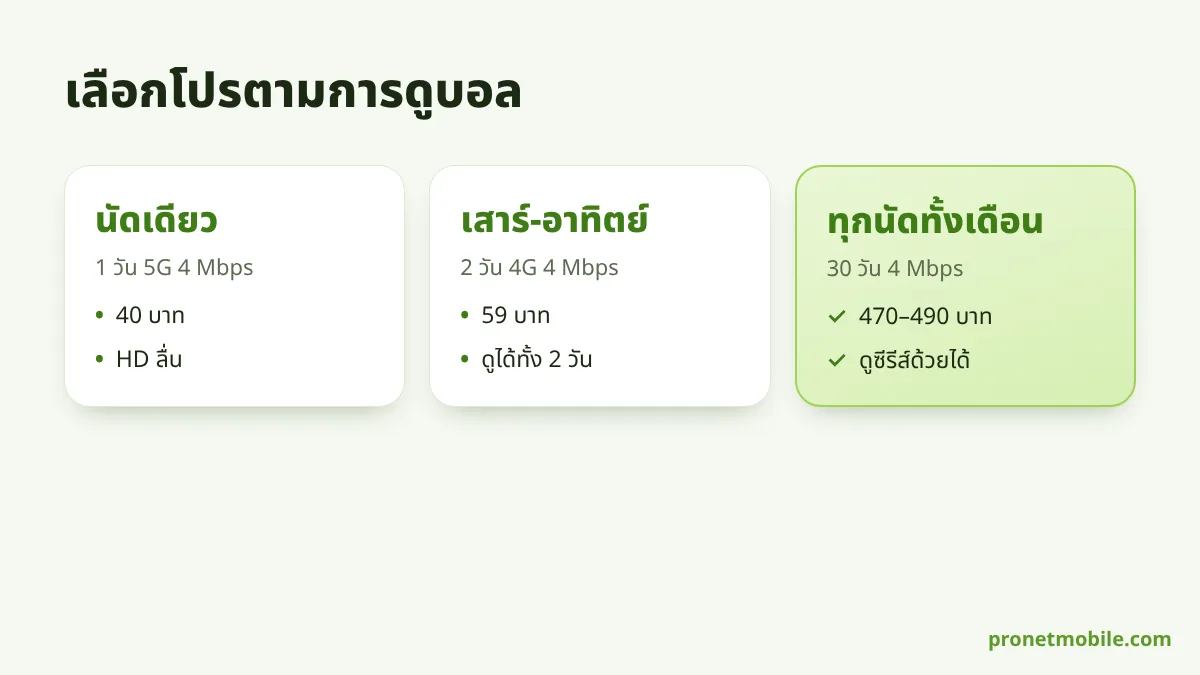 เลือกโปรตามการดูบอล
นัดเดียว
1 วัน 5G 4 Mbps
• 40 บาท
• HD ลื่น
เสาร์-อาทิตย์
2 วัน 4G 4 Mbps
• 59 บาท
• ดูได้ทั้ง 2 วัน
ทุกนัดทั้งเดือน
30 วัน 4 Mbps
✓ 470–490 บาท
✓ ดูซีรีส์ด้วยได้
pronetmobile.com